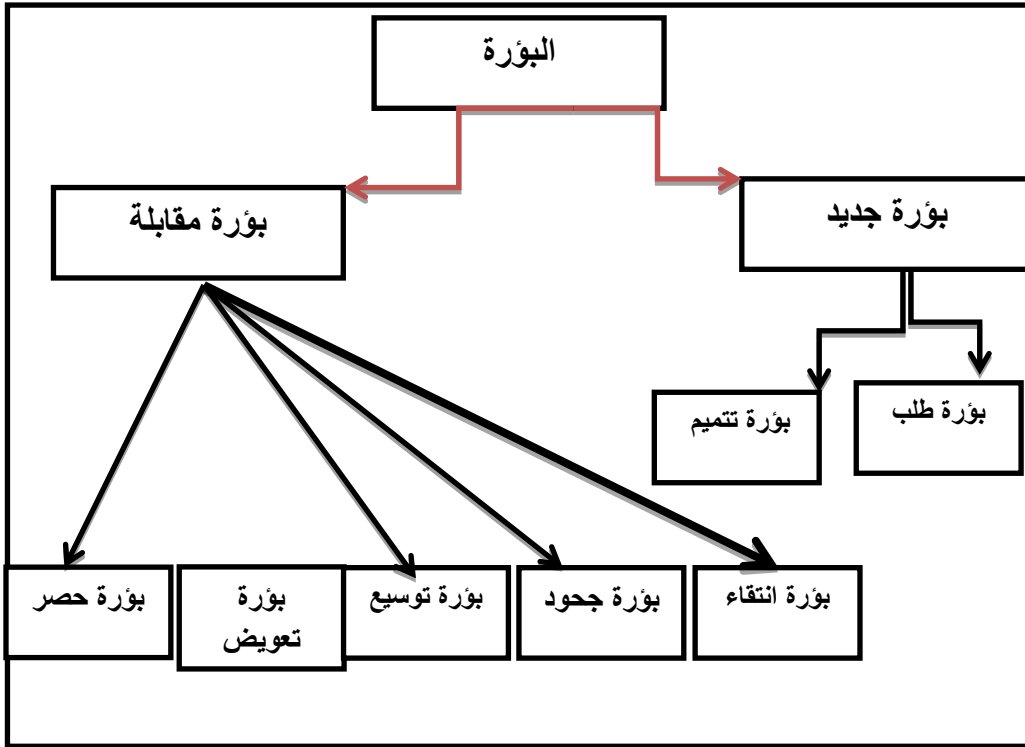 البؤرة
بؤرة جديد
بؤرة مقابلة
بؤرة طلب
بؤرة تتميم
بؤرة انتقاء
بؤرة جحود
بؤرة توسيع
بؤرة
تعويض
بؤرة حصر